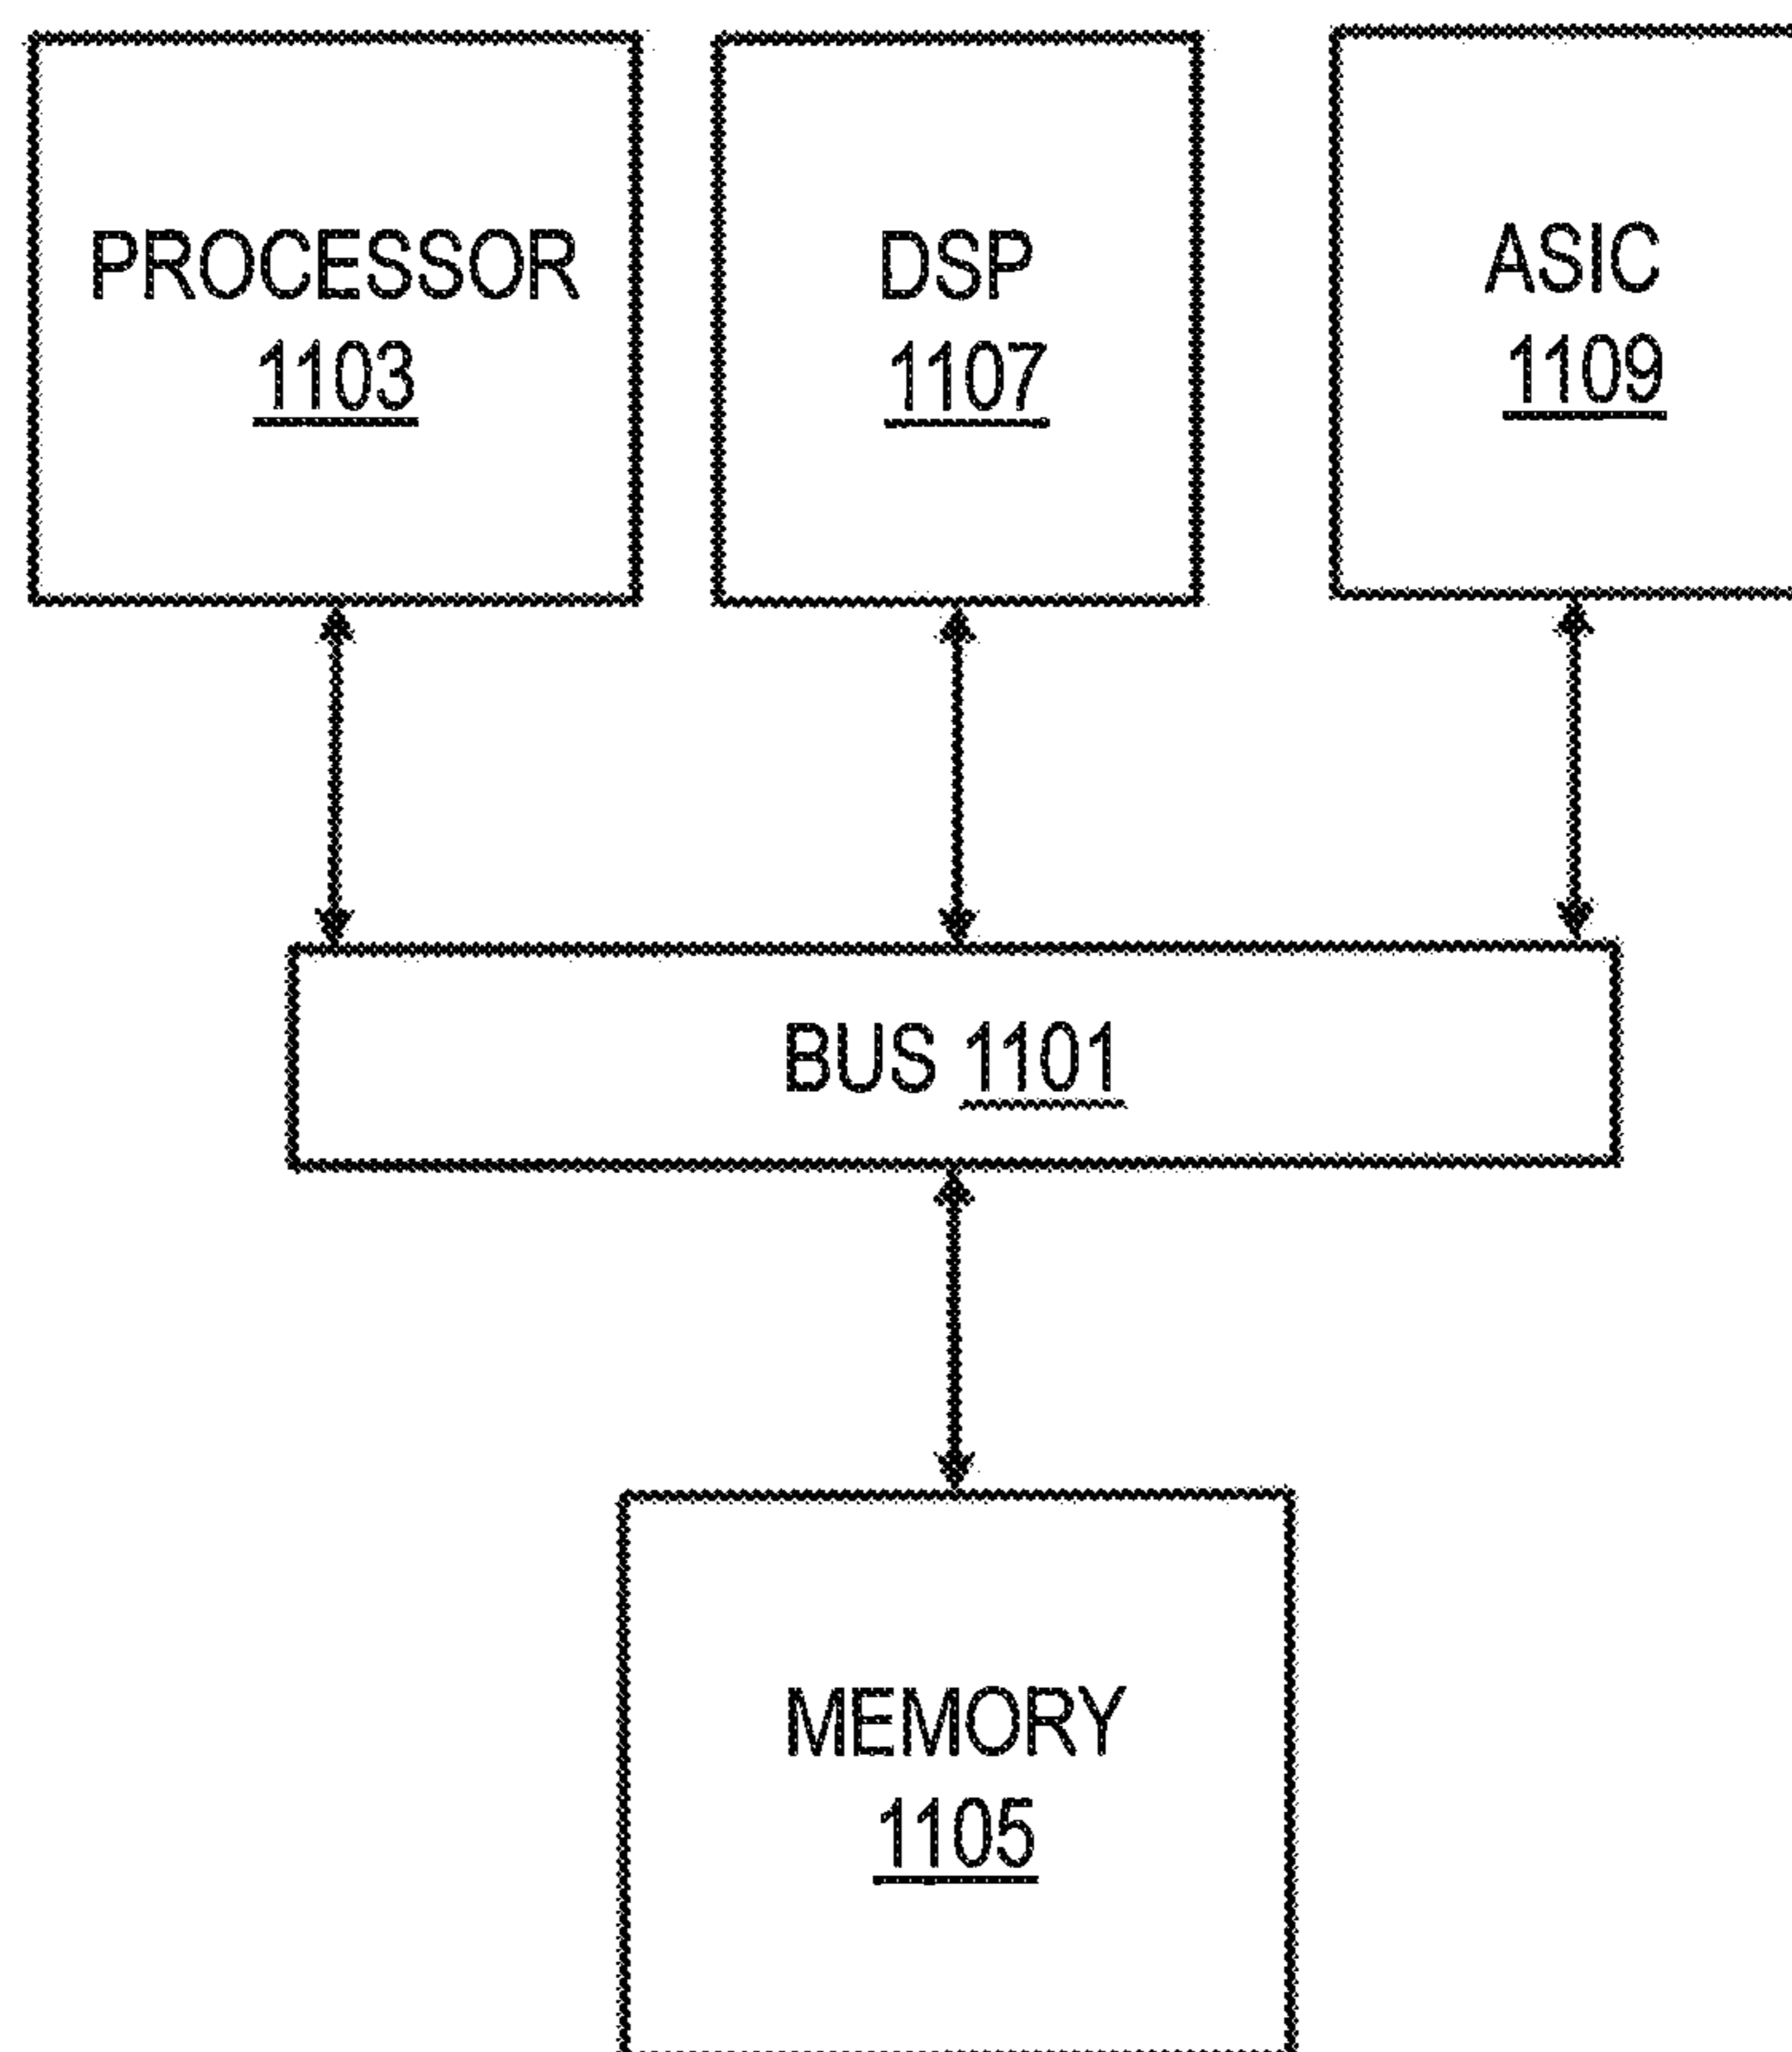 PROCESSOR
1103
DSP
1107
ASIC
1109
BUS 1101
MEMORY
1105